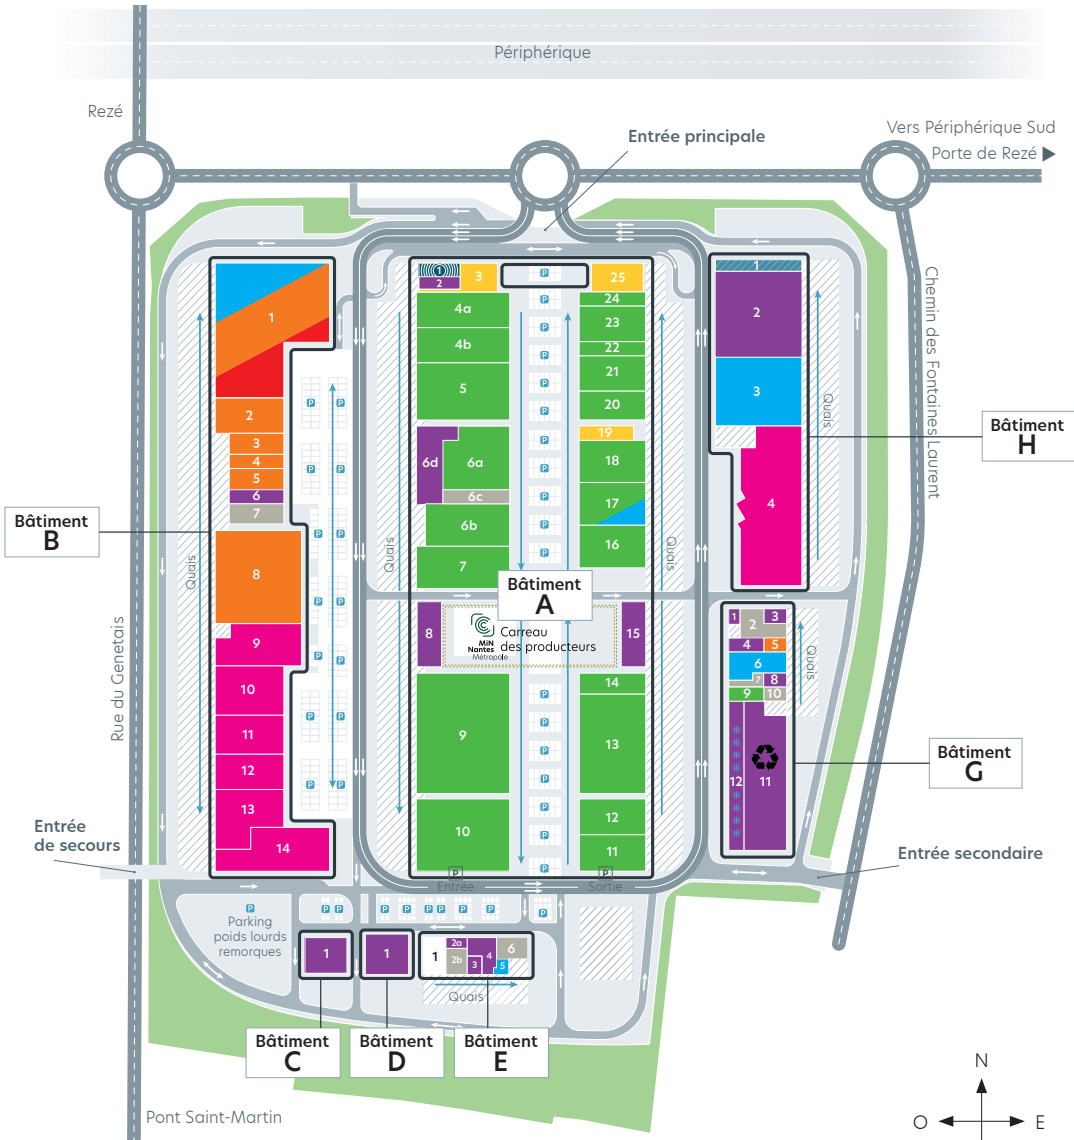 Périphérique
Rezé
Vers Périphérique Sud
Porte de Rezé
Entrée principale
Chemin des Fontaines Laurent
Rue du Genetais
Bâtiment
B
Quais
1
2
3
4
5
6
7
8
9
10
11
12
13
14
P
Bâtiment
A
Quais
Quais
1
2
3
4a
4b
5
6d
6a
6c
6b
7
8
MiN
Nantes
Métropole
Carreau
des producteurs
9
10
25
24
23
22
21
20
19
18
17
16
15
14
13
12
11
P
Entrée
P
Sortie
Bâtiment
H
Quais
1
2
3
4
Bâtiment
G
Quais
1
2
3
4
5
6
7
8
9
10
12
11
Entrée
de secours
Entrée secondaire
P
Parking
poids lourds
remorques
1
1
1
2a
2b
3
4
5
6
Quais
Bâtiment
C
Bâtiment
D
Bâtiment
E
Pont Saint-Martin
N
O
E